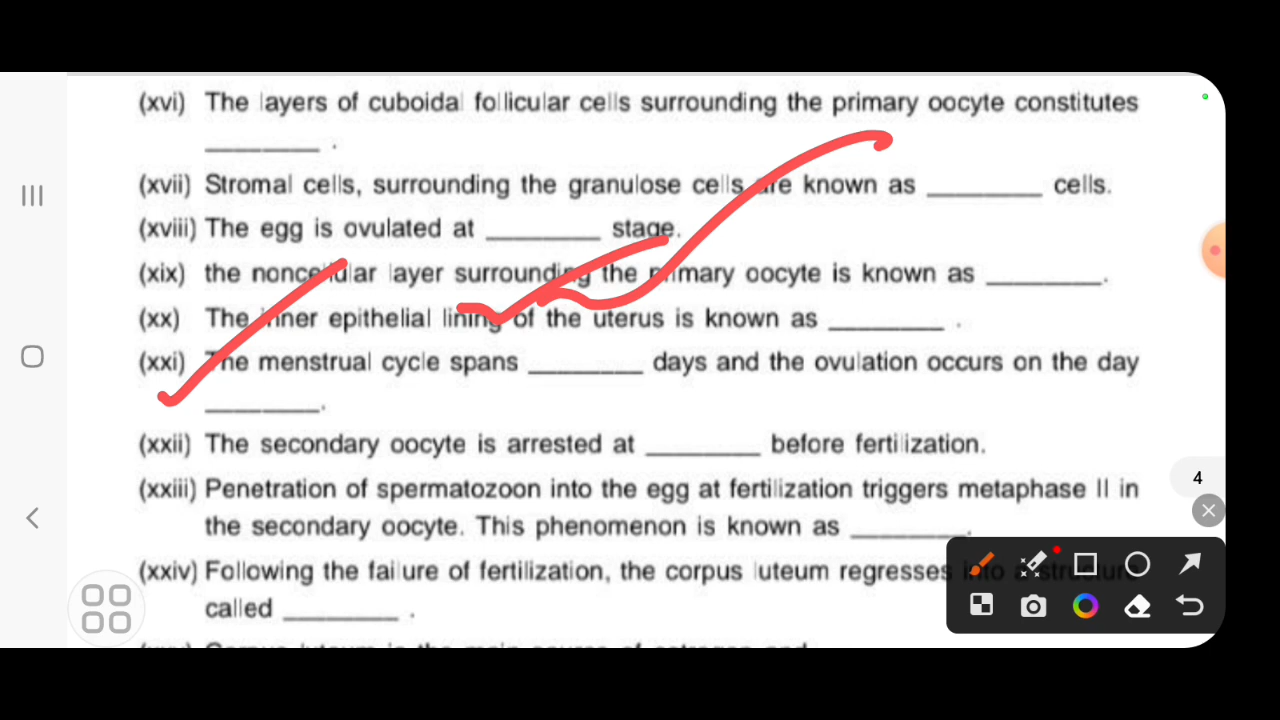 (xvi) The layers of cuboidal follicular cells surrounding the primary oocyte constitutes
________ .
(xvii) Stromal cells, surrounding the granulose cells are known as ________ cells.
(xviii) The egg is ovulated at ________ stage.
(xix) the noncellular layer surrounding the primary oocyte is known as ________.
(xx) The inner epithelial lining of the uterus is known as ________ .
(xxi) The menstrual cycle spans ________ days and the ovulation occurs on the day
________.
(xxii) The secondary oocyte is arrested at ________ before fertilization.
(xxiii) Penetration of spermatozoon into the egg at fertilization triggers metaphase II in
the secondary oocyte. This phenomenon is known as ________.
4
(xxiv) Following the failure of fertilization, the corpus luteum regresses into a structure
called ________ .